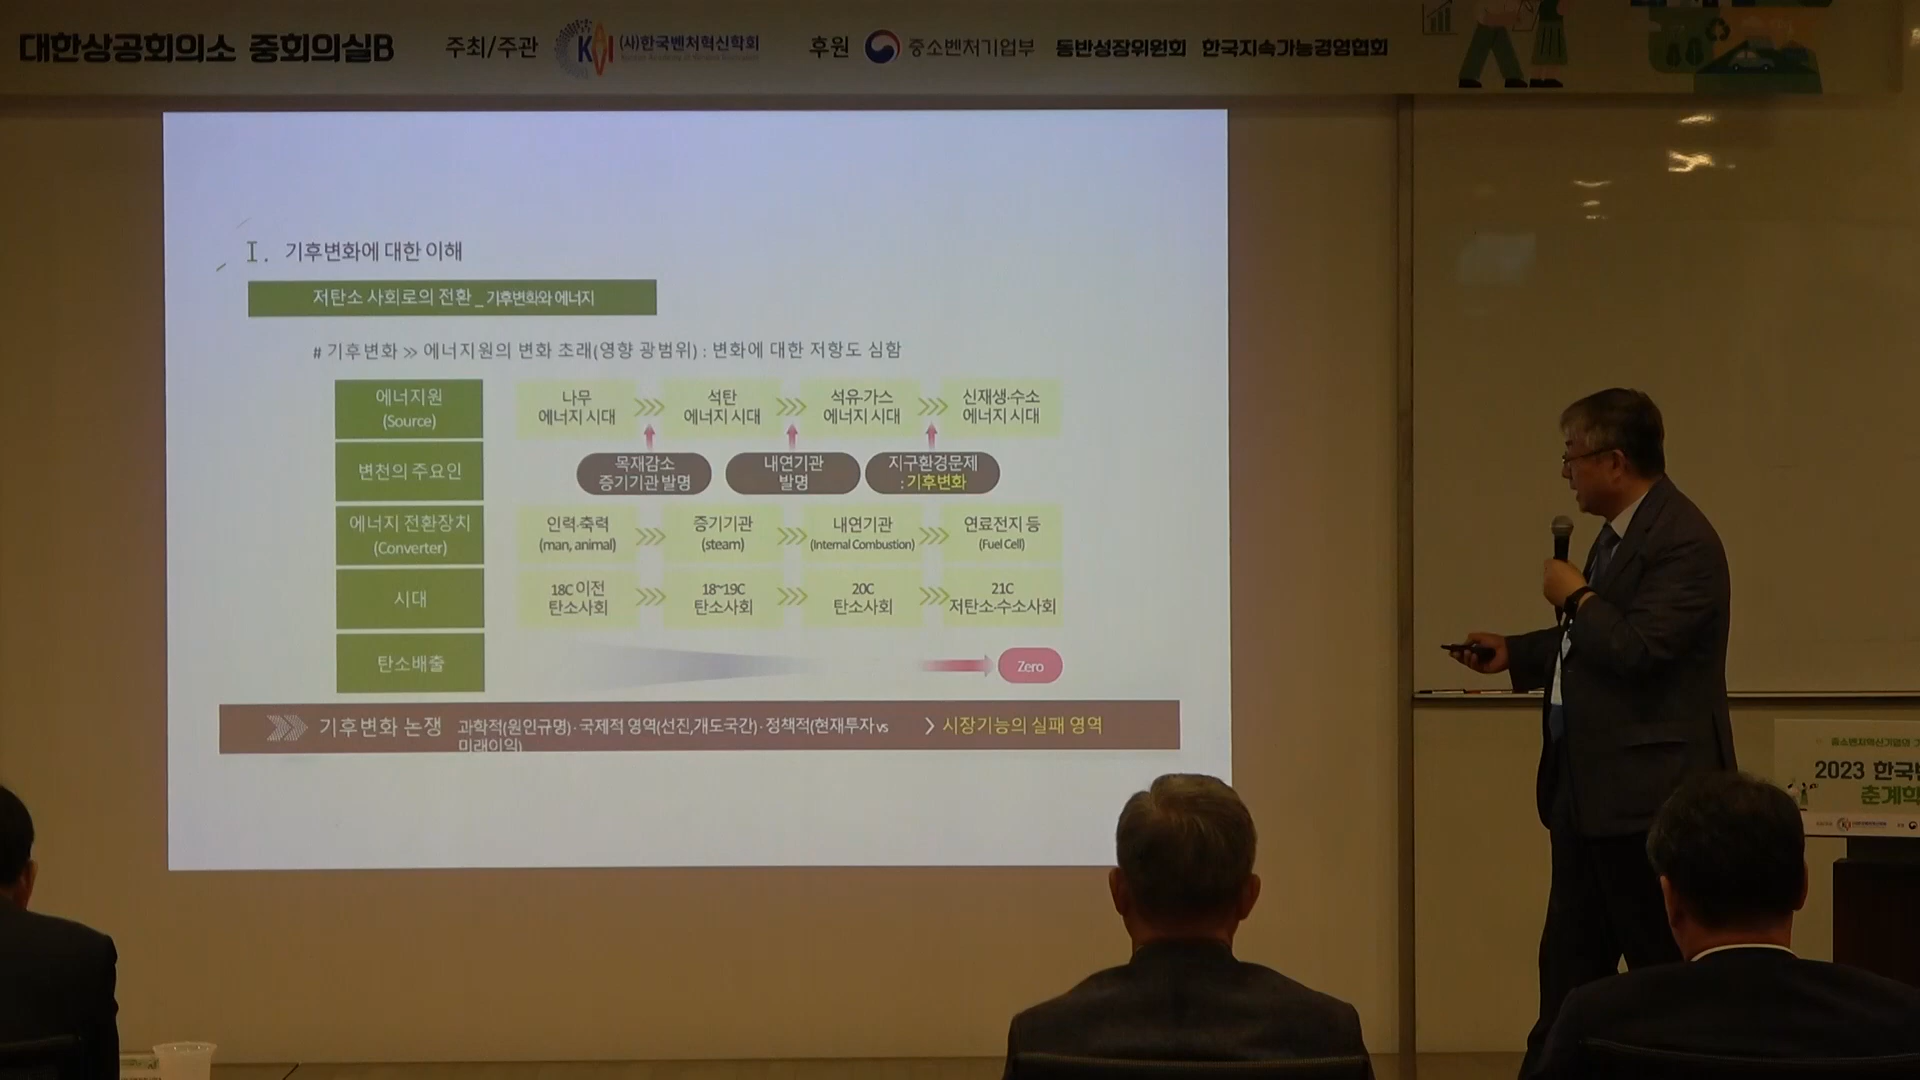 대한상공회의소 중회의실B 주최/주관 KAI (사)한국벤처혁신학회 후원 중소벤처기업부 동반성장위원회 한국지속가능경영협회
I. 기후변화에 대한 이해
저탄소 사회로의 전환 _ 기후변화와 에너지
# 기후변화 >> 에너지원의 변화 초래(영향 광범위) : 변화에 대한 저항도 심함
에너지원
(Source)
나무
에너지 시대
석탄
에너지 시대
석유·가스
에너지 시대
신재생·수소
에너지 시대
변천의 주요인
목재감소
증기기관 발명
내연기관
발명
지구환경문제
: 기후변화
에너지 전환장치
(Converter)
인력·축력
(man, animal)
증기기관
(steam)
내연기관
(Internal Combustion)
연료전지 등
(Fuel Cell)
시대
18C 이전
탄소사회
18~19C
탄소사회
20C
탄소사회
21C
저탄소·수소사회
탄소배출
Zero
기후변화 논쟁 과학적(원인규명)·국제적 영역(선진,개도국간)·정책적(현재투자 vs
미래이익)
> 시장기능의 실패 영역
중소벤처혁신기업의
2023 한국
춘계학